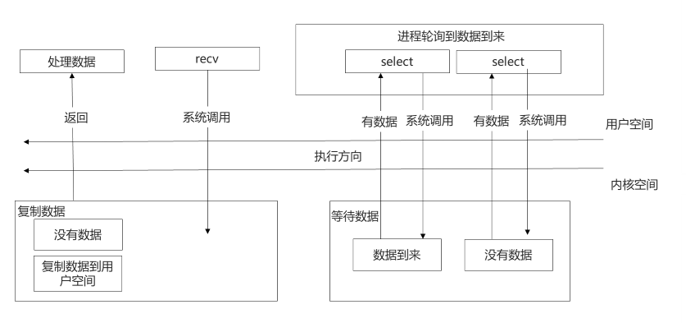 进程轮询到数据到来
处理数据
recv
select
select
返回
系统调用
有数据
系统调用
有数据
系统调用
用户空间
执行方向
内核空间
复制数据
没有数据
复制数据到用
户空间
等待数据
数据到来
没有数据